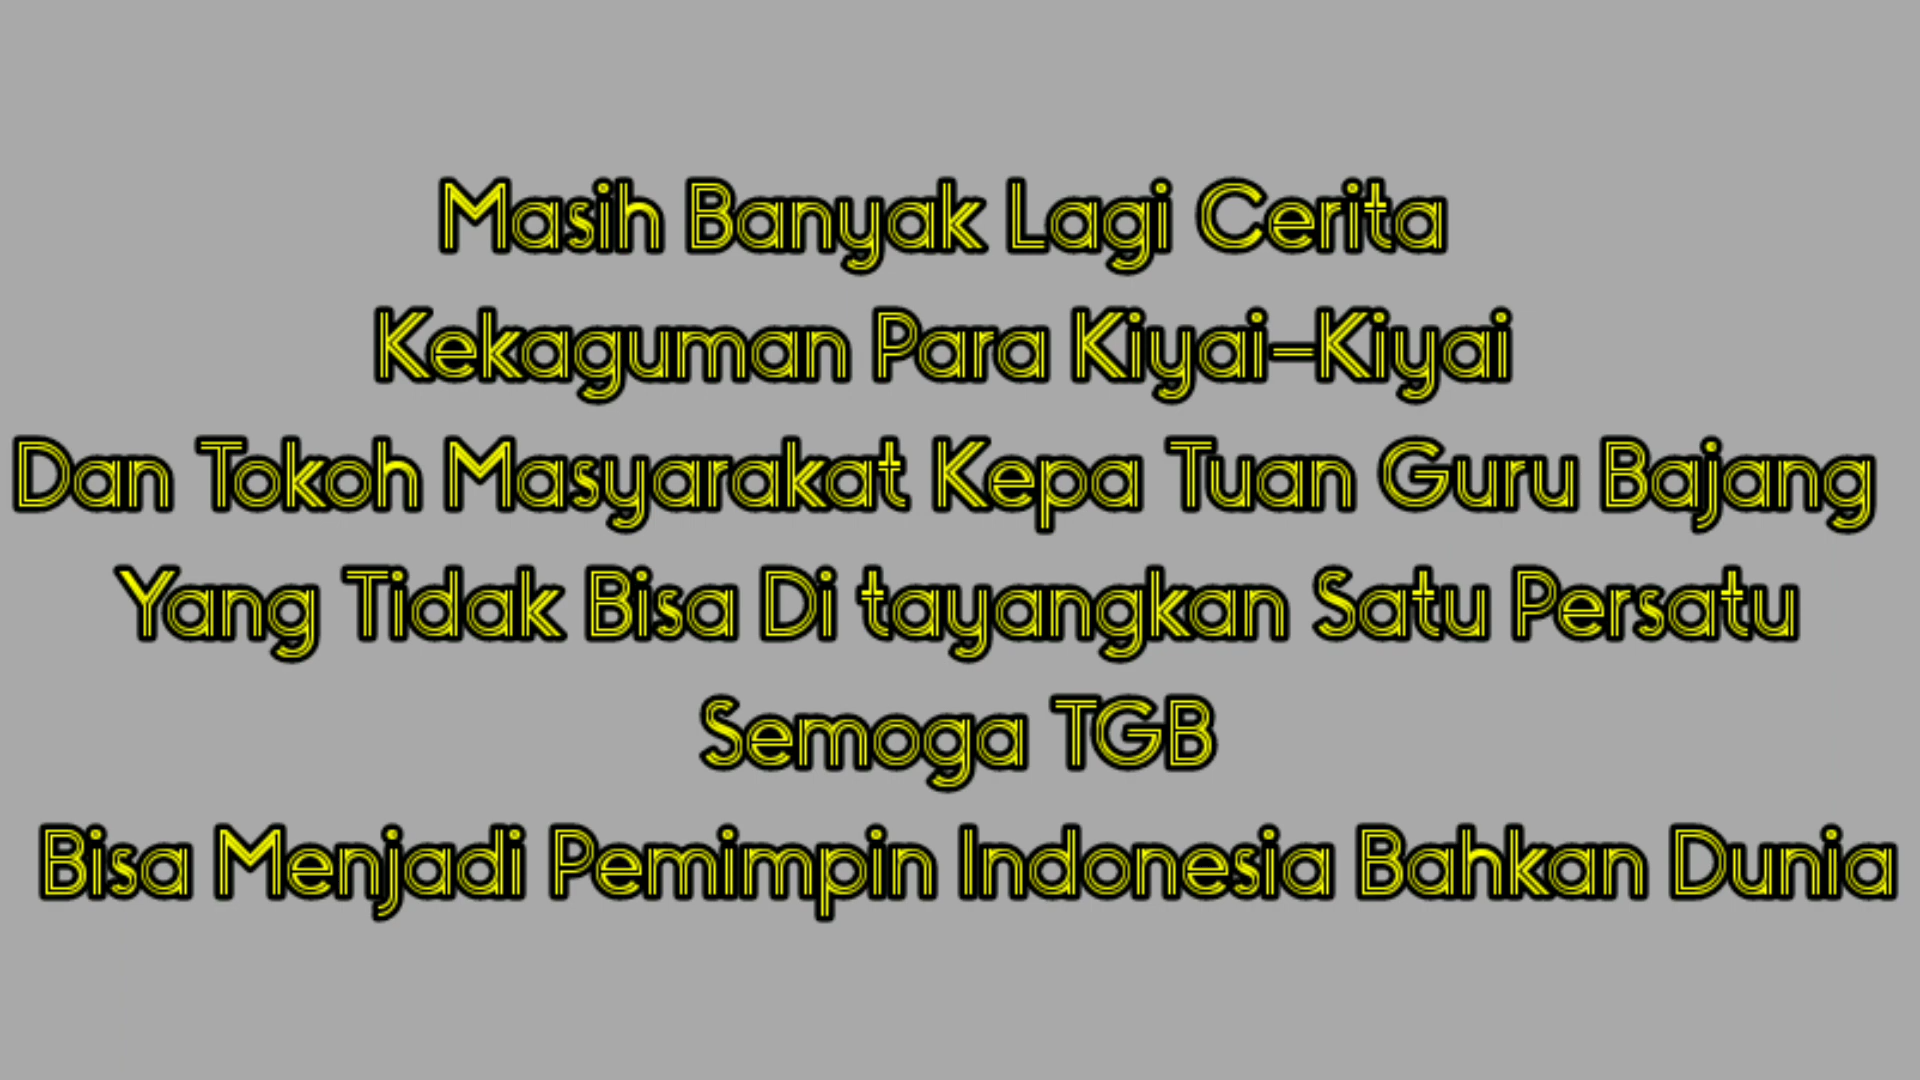 Masih Banyak Lagi Cerita
Kekaguman Para Kiyai-Kiyai
Dan Tokoh Masyarakat Kepa Tuan Guru Bajang
Yang Tidak Bisa Di tayangkan Satu Persatu
Semoga TGB
Bisa Menjadi Pemimpin Indonesia Bahkan Dunia